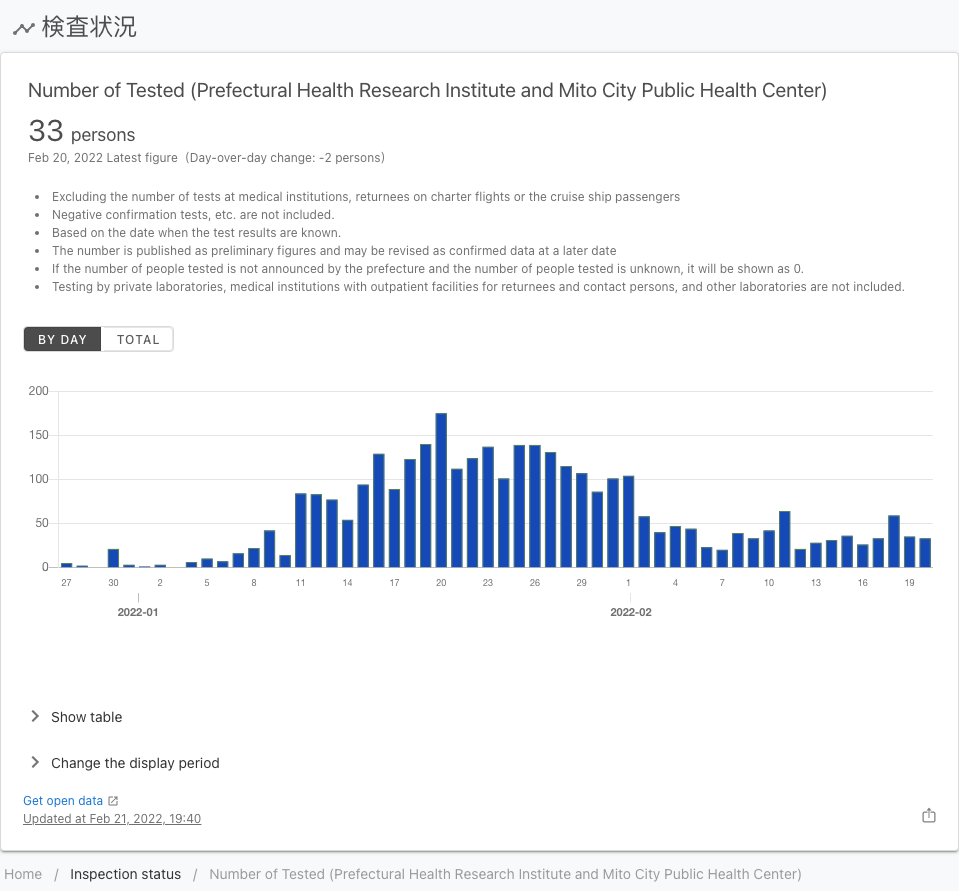 検査状況
Number of Tested (Prefectural Health Research Institute and Mito City Public Health Center)
33 persons
Feb 20, 2022 Latest figure (Day-over-day change: -2 persons)
• Excluding the number of tests at medical institutions, returnees on charter flights or the cruise ship passengers
• Negative confirmation tests, etc. are not included.
• Based on the date when the test results are known.
• The number is published as preliminary figures and may be revised as confirmed data at a later date
• If the number of people tested is not announced by the prefecture and the number of people tested is unknown, it will be shown as 0.
• Testing by private laboratories, medical institutions with outpatient facilities for returnees and contact persons, and other laboratories are not included.
BY DAY TOTAL
200
150
100
50
0
27 30 2 5 8 11 14 17 20 23 26 29 1 4 7 10 13 16 19
2022-01 2022-02
Show table
Change the display period
Get open data
Updated at Feb 21, 2022, 19:40
Home / Inspection status / Number of Tested (Prefectural Health Research Institute and Mito City Public Health Center)